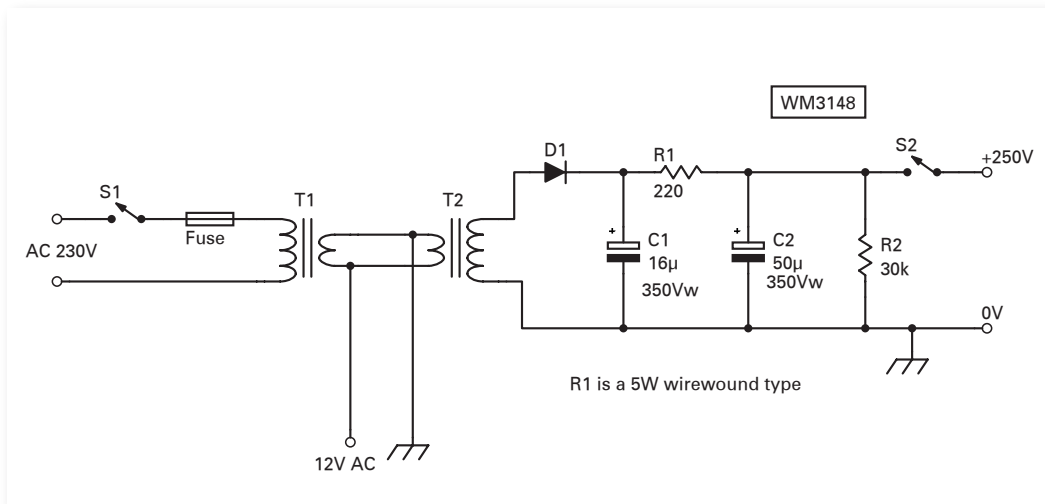 WM3148
S1
Fuse
AC 230V
T1
T2
12V AC
D1
R1
220
C1
16µ
350Vw
C2
50µ
350Vw
R2
30k
S2
+250V
0V
+
+
R1 is a 5W wirewound type